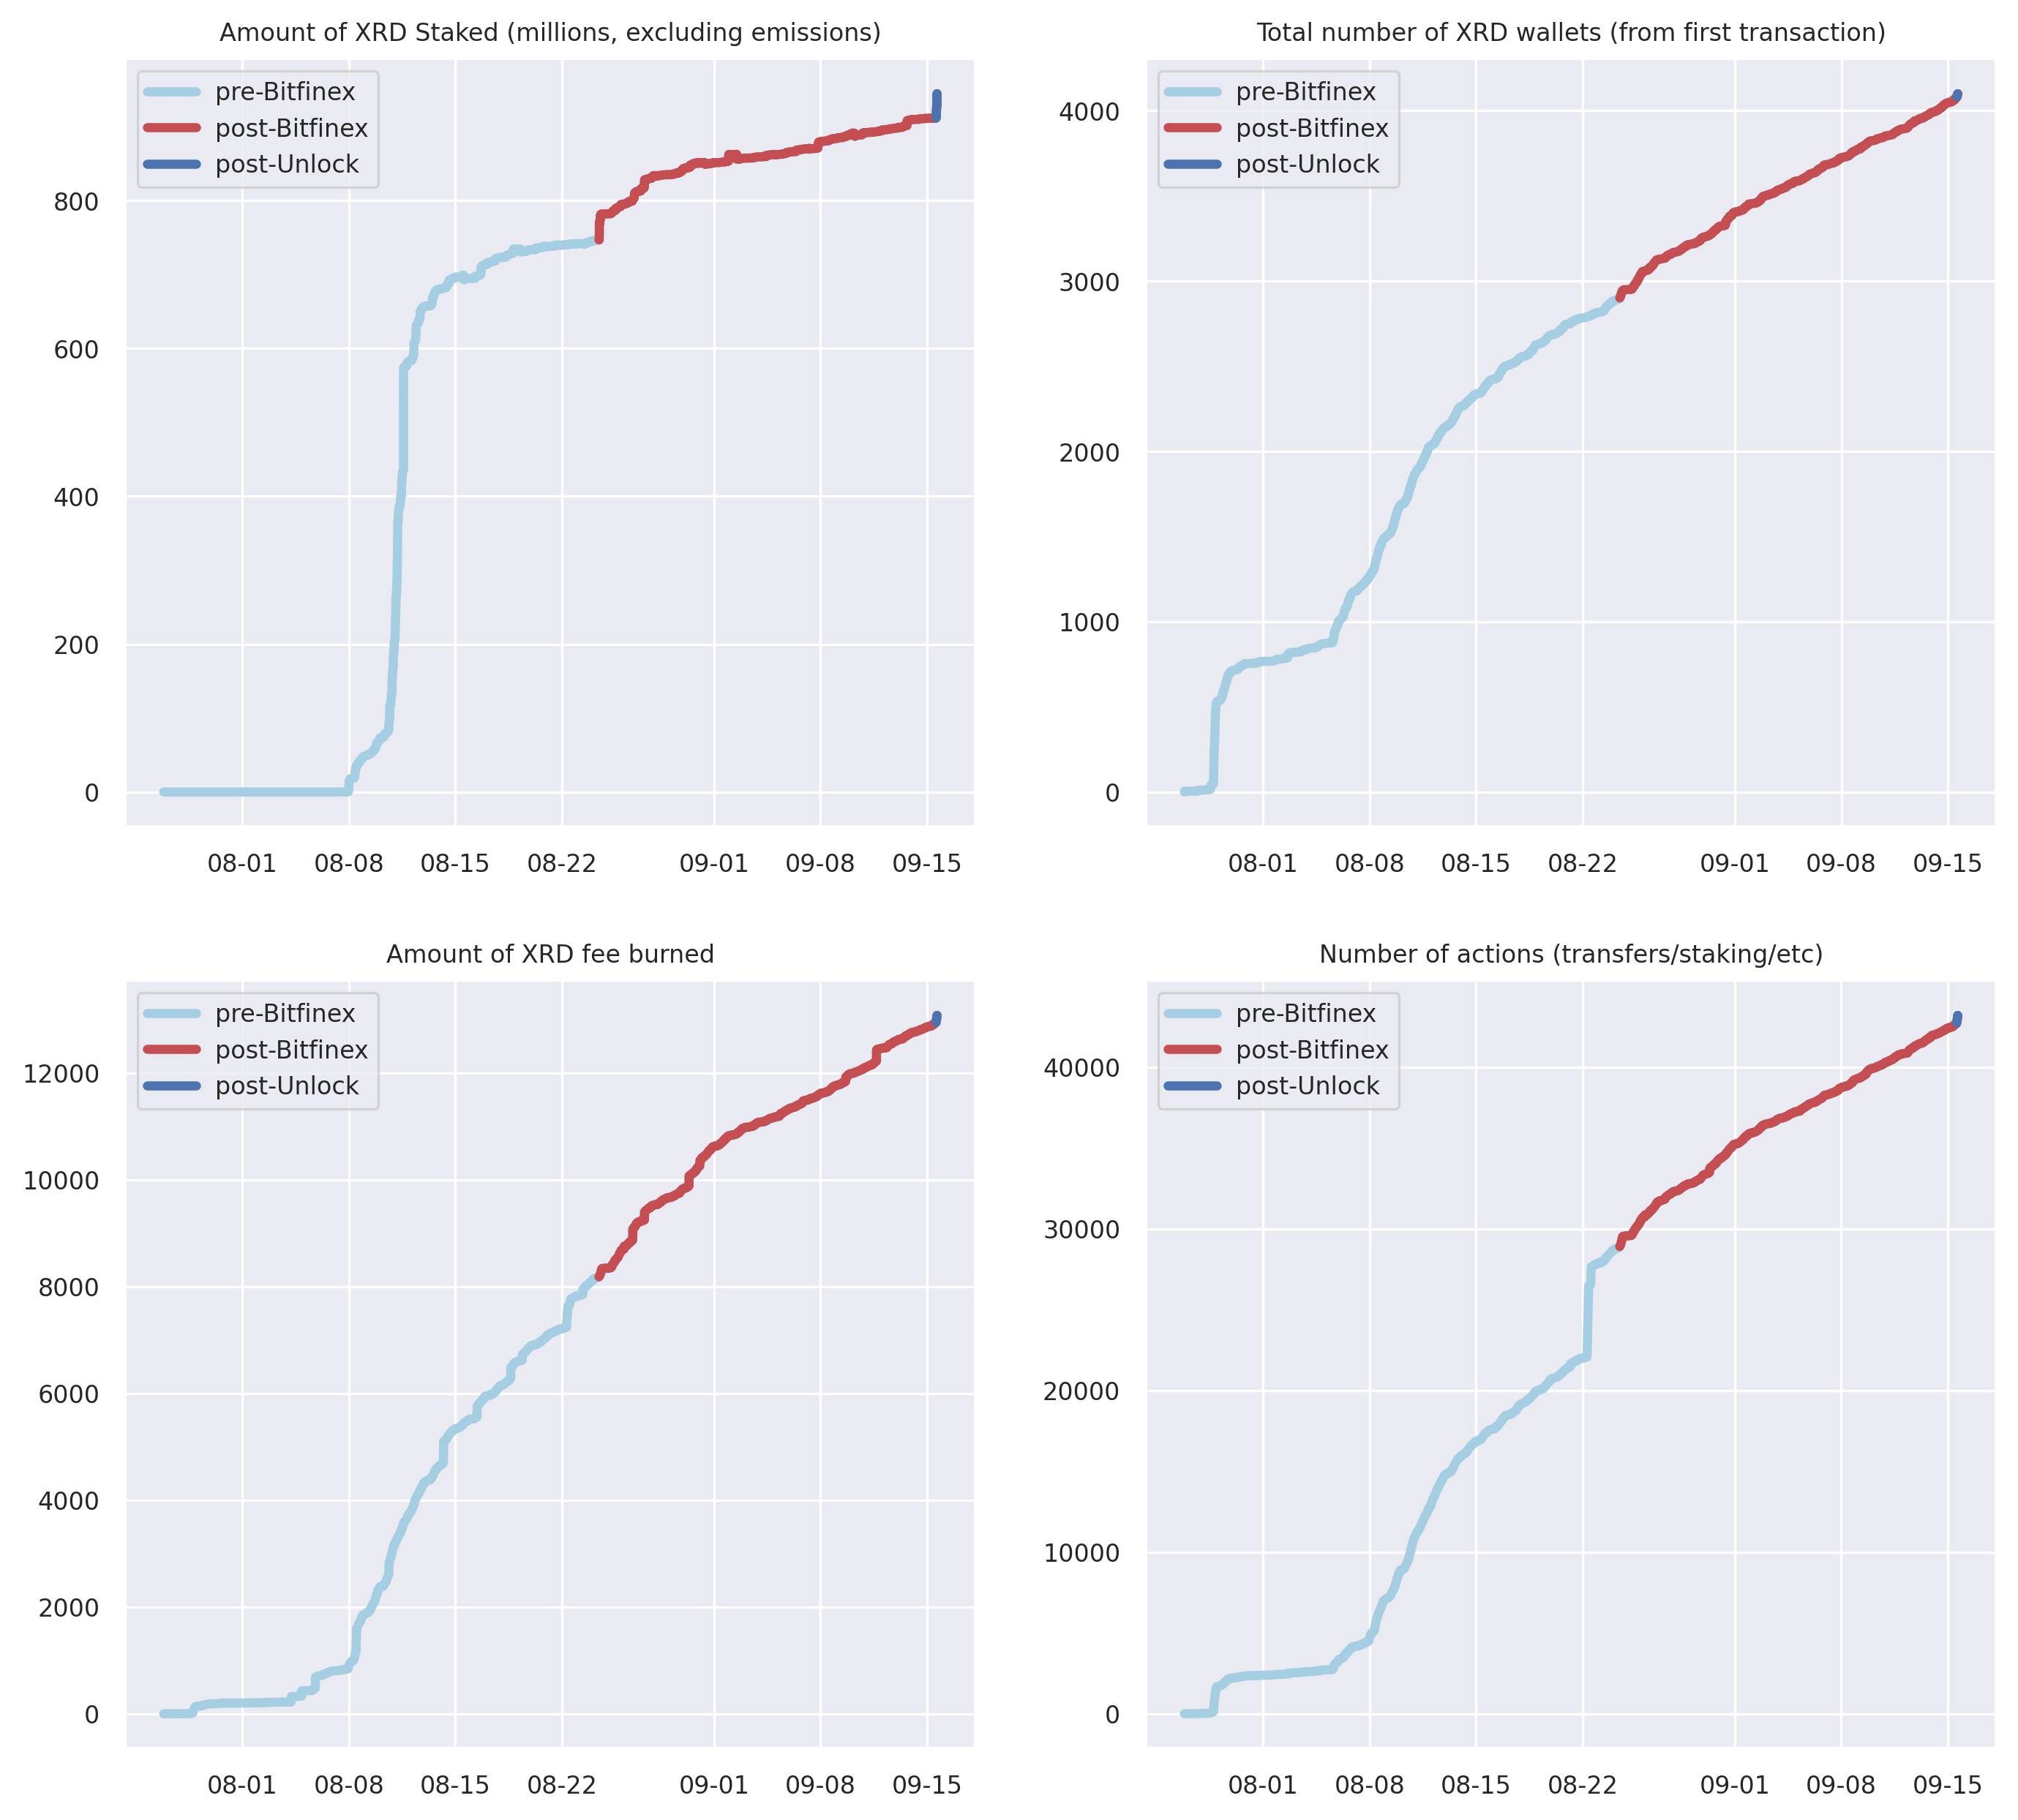 Amount of XRD Staked (millions, excluding emissions)
pre-Bitfinex
post-Bitfinex
post-Unlock
800
600
400
200
0
08-01 08-08 08-15 08-22 09-01 09-08 09-15
Total number of XRD wallets (from first transaction)
pre-Bitfinex
post-Bitfinex
post-Unlock
4000
3000
2000
1000
0
08-01 08-08 08-15 08-22 09-01 09-08 09-15
Amount of XRD fee burned
pre-Bitfinex
post-Bitfinex
post-Unlock
12000
10000
8000
6000
4000
2000
0
08-01 08-08 08-15 08-22 09-01 09-08 09-15
Number of actions (transfers/staking/etc)
pre-Bitfinex
post-Bitfinex
post-Unlock
40000
30000
20000
10000
0
08-01 08-08 08-15 08-22 09-01 09-08 09-15